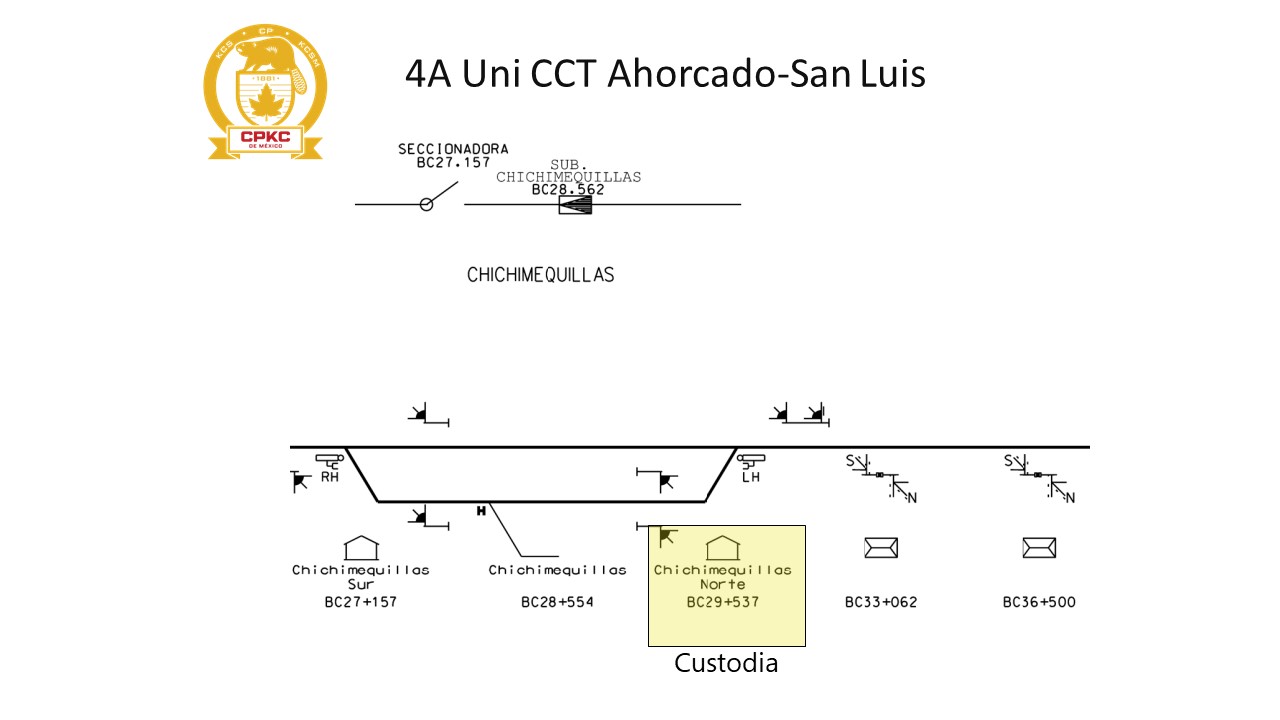 KCS • CP • KCSM
1881
CPKC
DE MÉXICO
4A Uni CCT Ahorcado-San Luis
SECCIONADORA
BC27.157
SUB.
CHICHIMEQUILLAS
BC28.562
CHICHIMEQUILLAS
RH
LH
S
N
S
N
H
Chichimequillas
Sur
BC27+157
Chichimequillas
BC28+554
Chichimequillas
Norte
BC29+537
BC33+062
BC36+500
Custodia